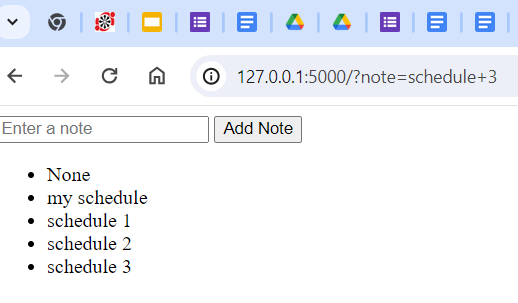 127.0.0.1:5000/?note=schedule+3
Enter a note Add Note
None
my schedule
schedule 1
schedule 2
schedule 3